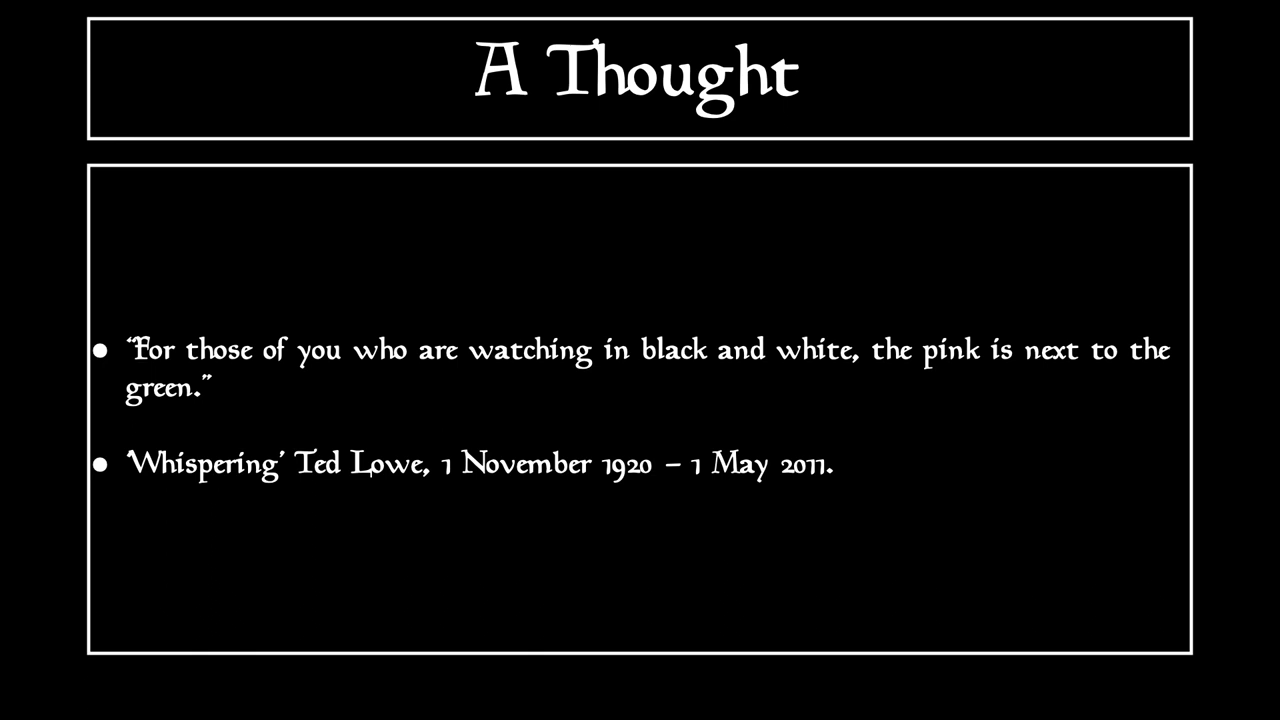 A Thought
• “For those of you who are watching in black and white, the pink is next to the
green.”
• ‘Whispering’ Ted Lowe, 1 November 1920 – 1 May 2011.